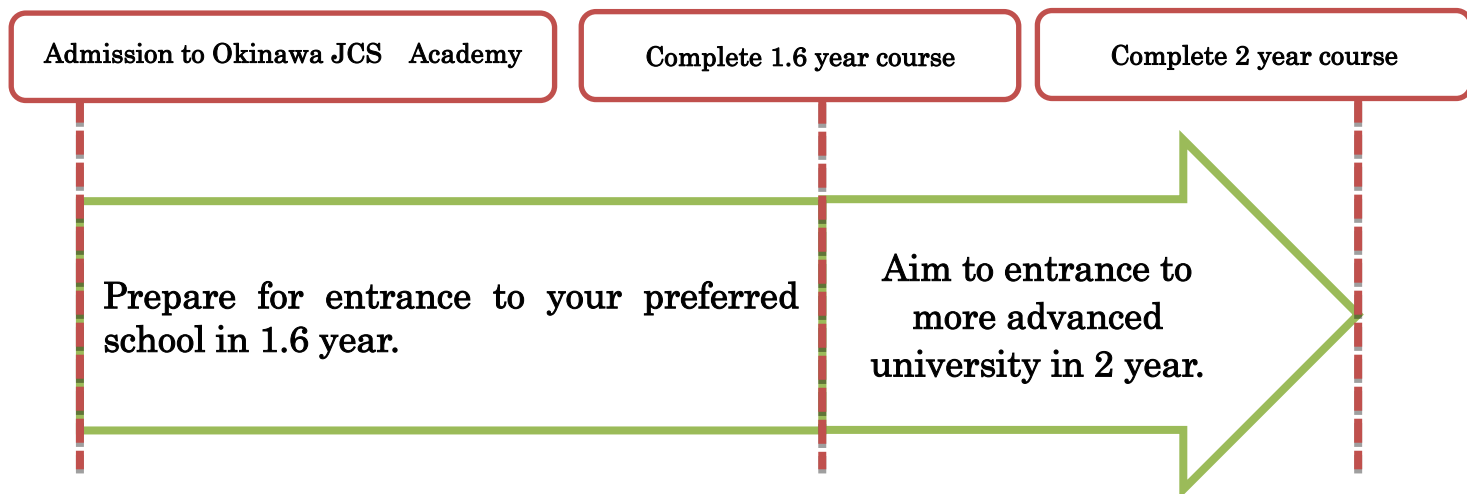 Admission to Okinawa JCS Academy
Complete 1.6 year course
Complete 2 year course
Prepare for entrance to your preferred
school in 1.6 year.
Aim to entrance to
more advanced
university in 2 year.